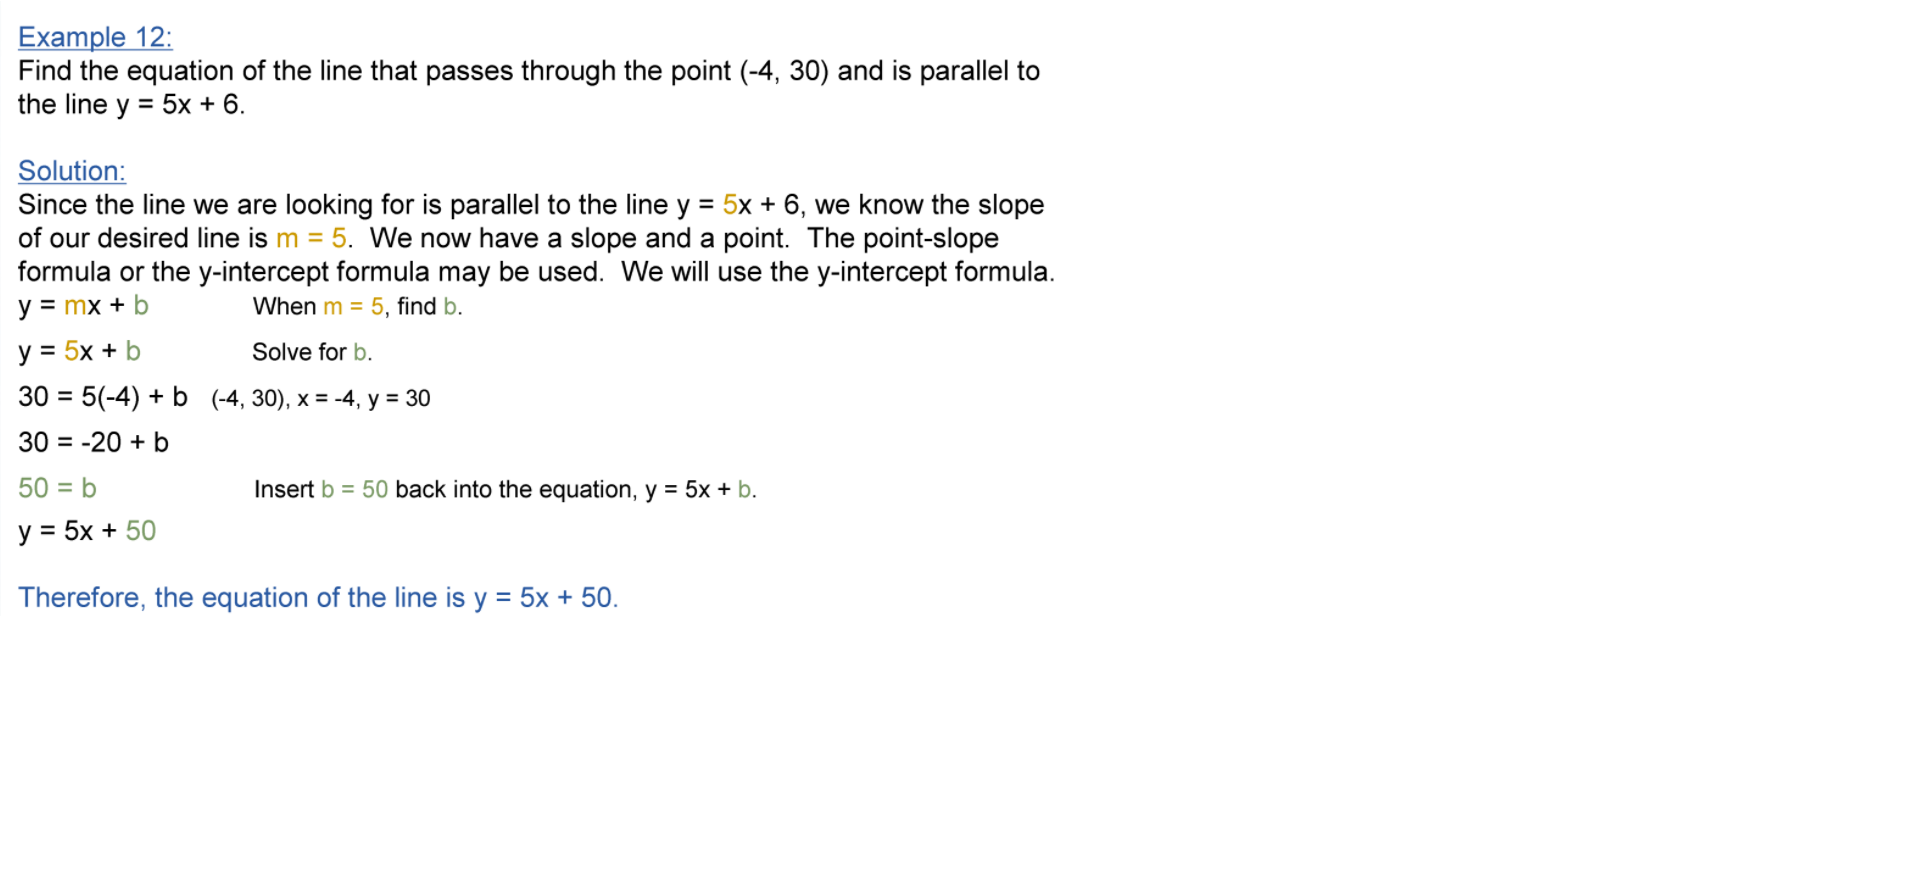 Example 12:
Find the equation of the line that passes through the point (-4, 30) and is parallel to
the line y = 5x + 6.
Solution:
Since the line we are looking for is parallel to the line y = 5x + 6, we know the slope
of our desired line is m = 5.  We now have a slope and a point.  The point-slope
formula or the y-intercept formula may be used.  We will use the y-intercept formula.
y = mx + b When m = 5, find b.
y = 5x + b Solve for b.
30 = 5(-4) + b (-4, 30), x = -4, y = 30
30 = -20 + b
50 = b Insert b = 50 back into the equation, y = 5x + b.
y = 5x + 50
Therefore, the equation of the line is y = 5x + 50.